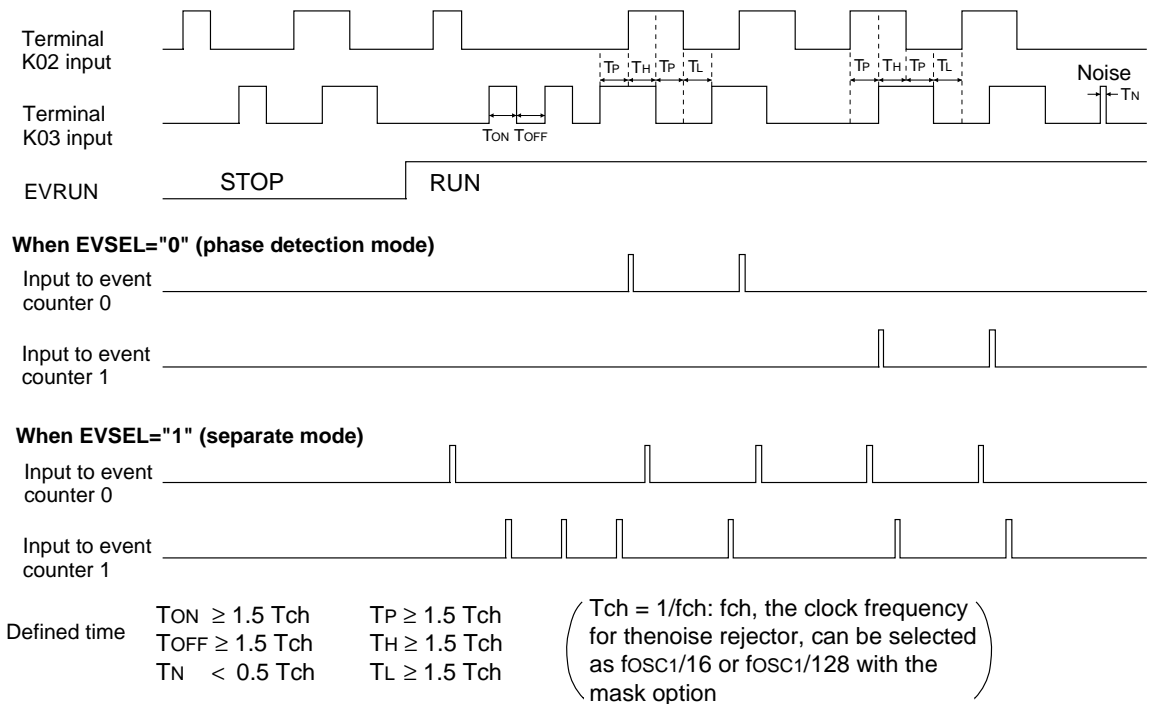 Terminal
K02 input
TP TH TP TL TP TH TP TL
Noise
TN
Terminal
K03 input
TON TOFF
EVRUN STOP RUN
When EVSEL="0" (phase detection mode)
Input to event
counter 0
Input to event
counter 1
When EVSEL="1" (separate mode)
Input to event
counter 0
Input to event
counter 1
Defined time
TON ≥ 1.5 Tch TP ≥ 1.5 Tch
TOFF ≥ 1.5 Tch TH ≥ 1.5 Tch
TN < 0.5 Tch TL ≥ 1.5 Tch
Tch = 1/fch: fch, the clock frequency
for thenoise rejector, can be selected
as fOSC1/16 or fOSC1/128 with the
mask option